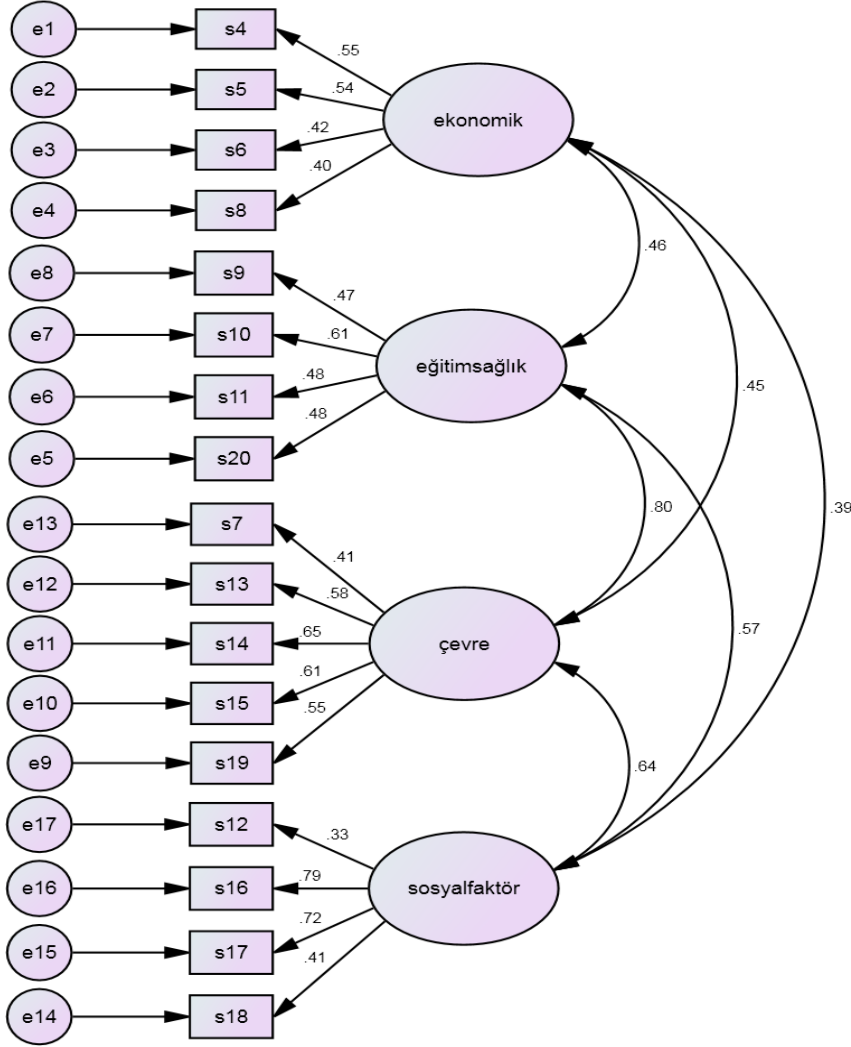 e1 s4 .55
e2 s5 .54
ekonomik
e3 s6 .42
e4 s8 .40
.46
e8 s9 .47
e7 s10 .61
eğitimsağlık
e6 s11 .48
.45
e5 s20 .48
.80
.39
e13 s7 .41
e12 s13 .58
e11 s14 .65
çevre
.57
e10 s15 .61
e9 s19 .55
.64
e17 s12 .33
e16 s16 .79
sosyalfaktör
e15 s17 .72
e14 s18 .41